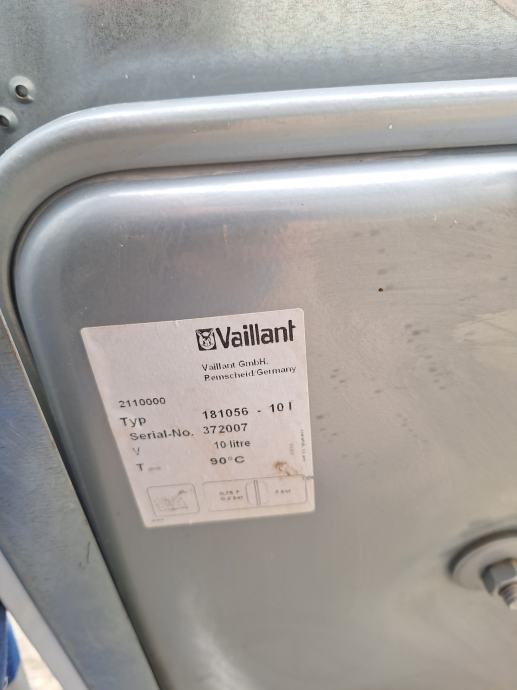 Vaillant
Vaillant GmbH.
Remscheid/Germany
2110000
Typ 181056 - 10 l
Serial-No. 372007
V 10 litre
T 90°C